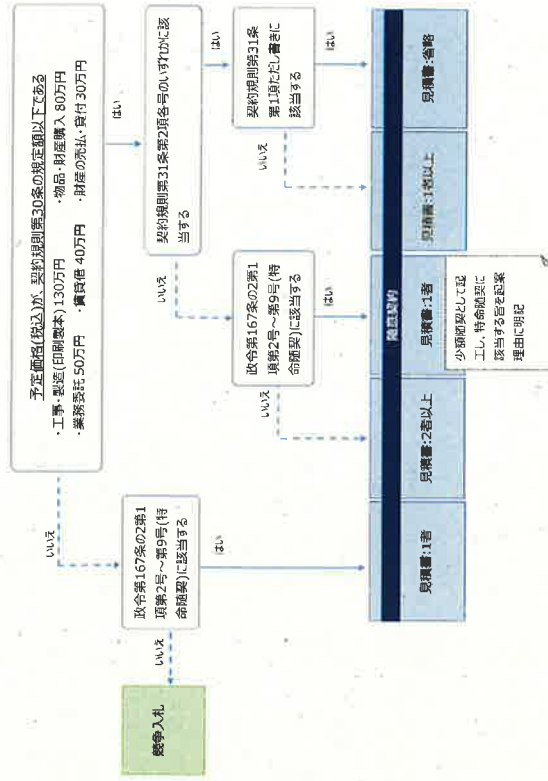 予定価格(税込)が、契約規則第30条の規定額以下である
・工事・製造(印刷製本) 130万円　・物品・財産購入 80万円
・業務委託 50万円　・賃貸借 40万円　・財産の売払・貸付 30万円
いいえ
はい
政令第167条の2第1
項第2号～第9号(特
命随契)に該当する
いいえ
はい
競争入札
契約規則第31条第2項各号のいずれかに該
当する
いいえ
はい
政令第167条の2第1
項第2号～第9号(特
命随契)に該当する
いいえ
はい
契約規則第31条
第1項ただし書きに
該当する
いいえ
はい
随意契約
見積書:1者
見積書:2者以上
見積書:1者
見積書:1者以上
見積書:省略
少額随契として起
工し、特命随契に
該当する旨を起案
理由に明記